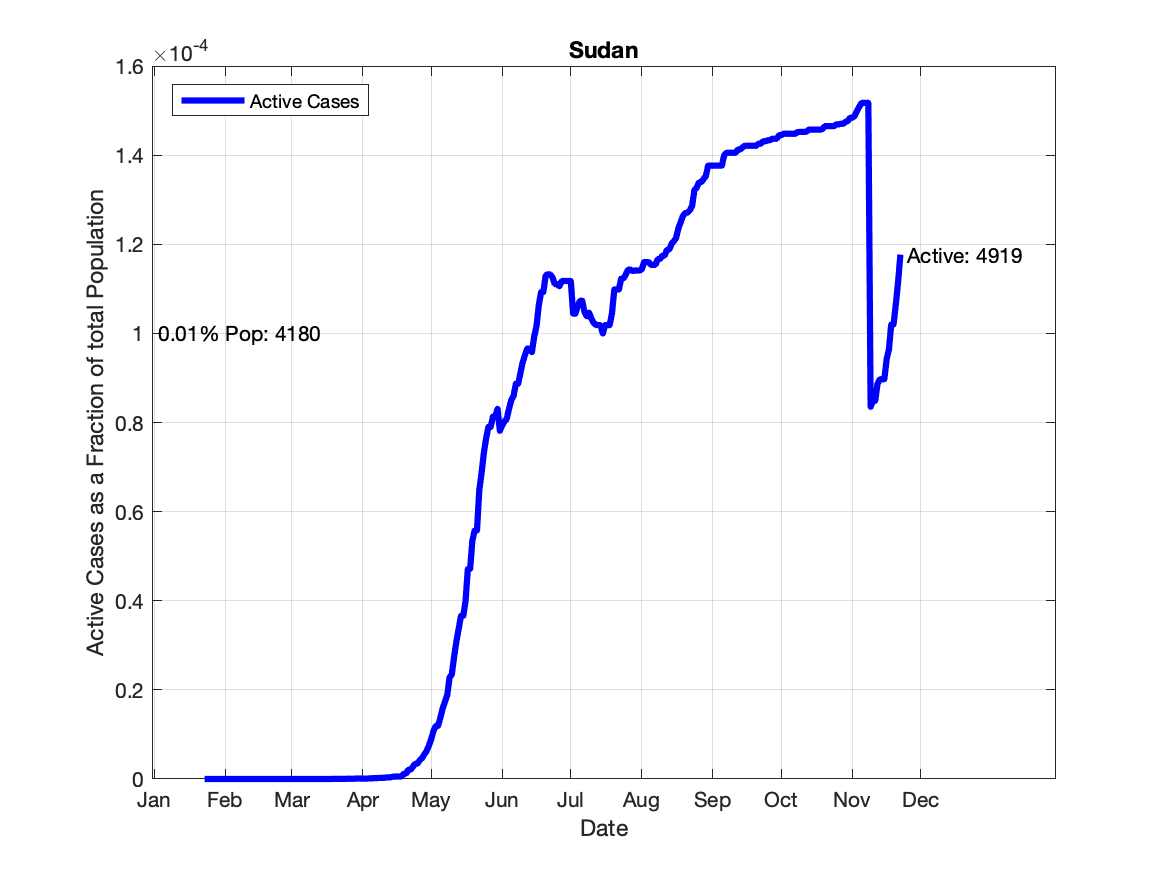 Sudan
×10-4
1.6
1.4
1.2
1
0.8
0.6
0.4
0.2
0
Active Cases as a Fraction of total Population
Active Cases
0.01% Pop: 4180
Active: 4919
Jan Feb Mar Apr May Jun Jul Aug Sep Oct Nov Dec
Date